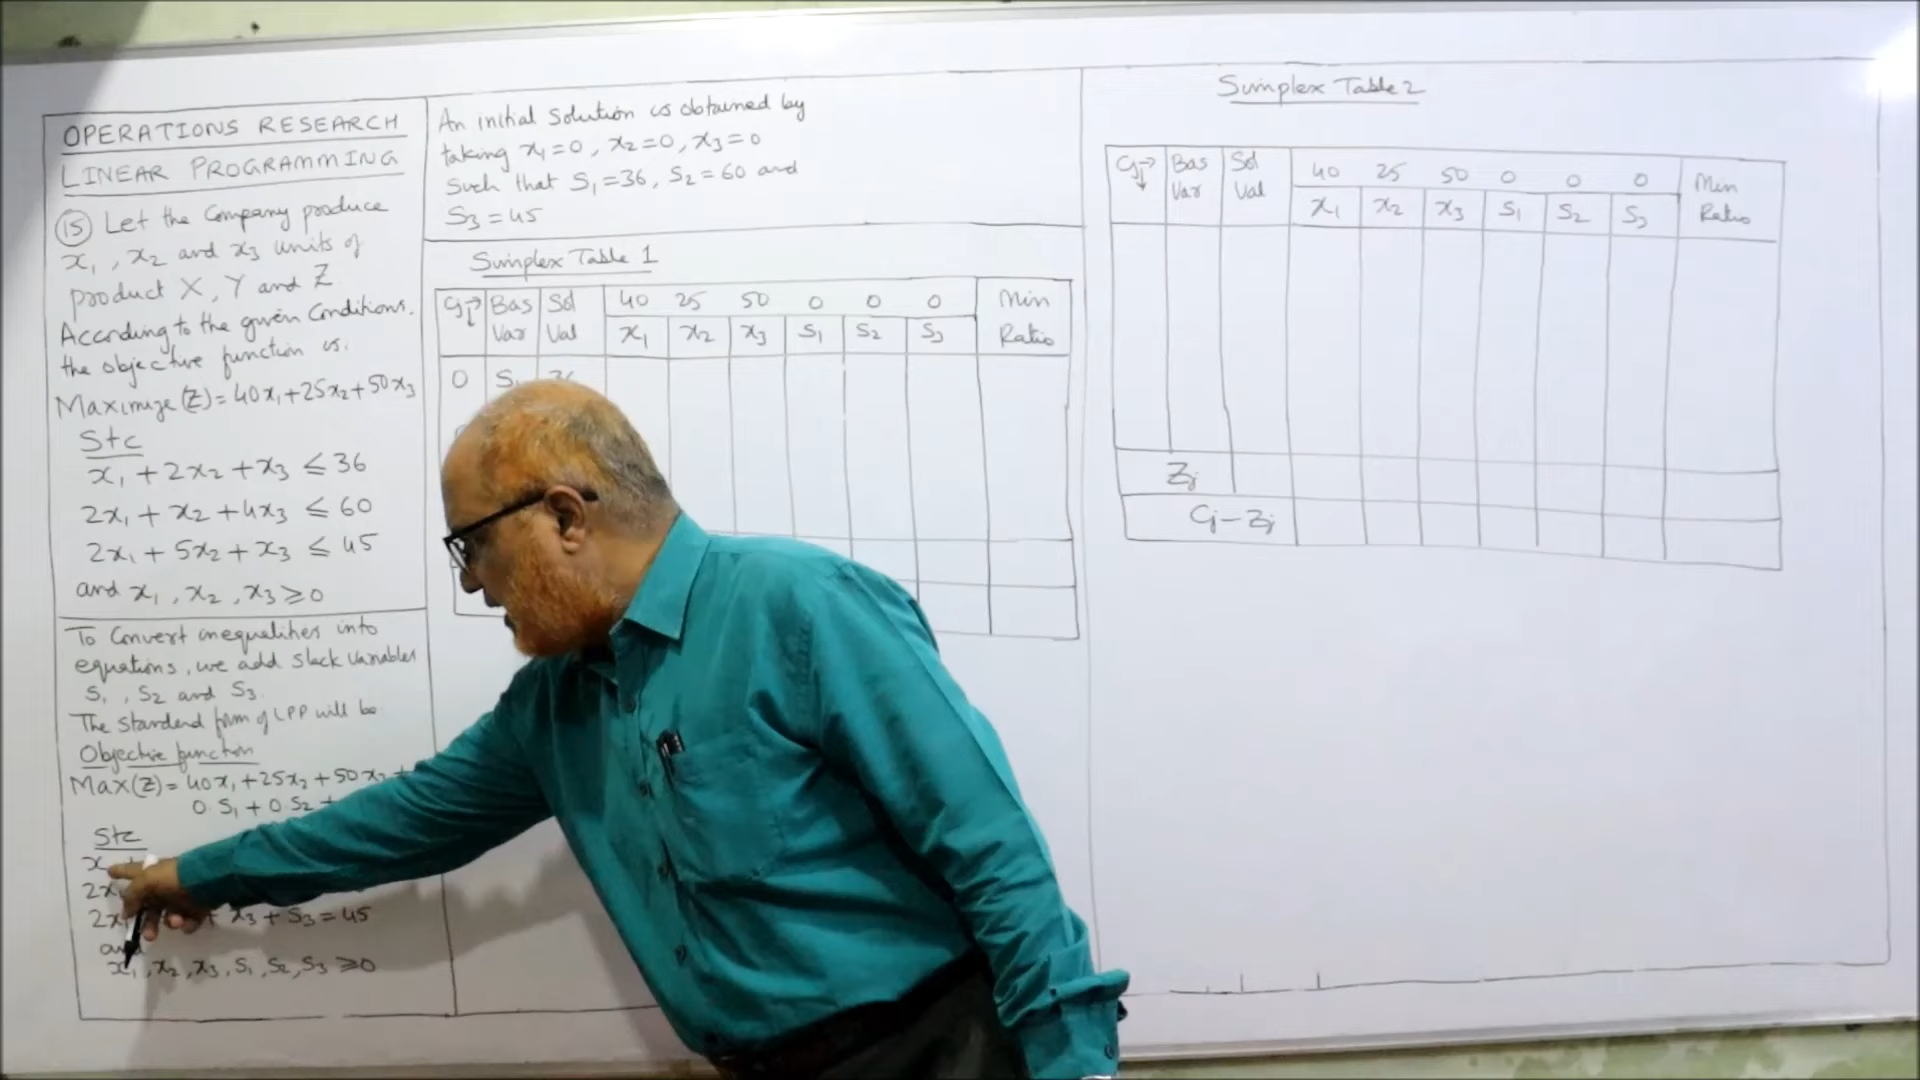 OPERATIONS RESEARCH
LINEAR PROGRAMMING
(15) Let the Company produce
x₁, x₂ and x₃ units of
product X, Y and Z.
According to the given Conditions.
the objective function is.
Maximize (Z) = 40x₁+25x₂+50x₃
Stc
x₁ + 2x₂ + x₃ ≤ 36
2x₁ + x₂ + 4x₃ ≤ 60
2x₁ + 5x₂ + x₃ ≤ 45
and x₁, x₂, x₃ ≥ 0
To Convert inequalities into
equations, we add slack variables
S₁, S₂ and S₃.
The standard form of LPP will be
Objective function
Max(Z) = 40x₁+25x₂+50x₃+
0.S₁ + 0.S₂ +
Stc
x
2x₁
2x₁ + x₃ + S₃ = 45
and
x₁, x₂, x₃, S₁, S₂, S₃ ≥ 0
An initial Solution is obtained by
taking x₁=0, x₂=0, x₃=0
Such that S₁=36, S₂=60 and
S₃=45
Simplex Table 1
Cj→↓ Bas Var Sol Val 40 25 50 0 0 0 Min Ratio
x₁ x₂ x₃ S₁ S₂ S₃
0 S₁
Simplex Table 2
Cj→↓ Bas Var Sol Val 40 25 50 0 0 0 Min Ratio
x₁ x₂ x₃ S₁ S₂ S₃
Zj
Cj-Zj